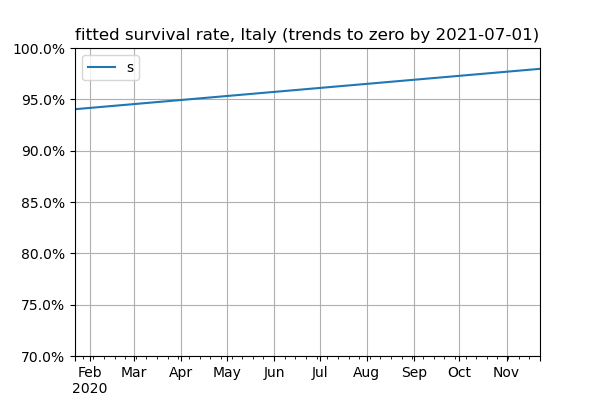 fitted survival rate, Italy (trends to zero by 2021-07-01)
100.0%
s
95.0%
90.0%
85.0%
80.0%
75.0%
70.0%
Feb Mar Apr May Jun Jul Aug Sep Oct Nov
2020